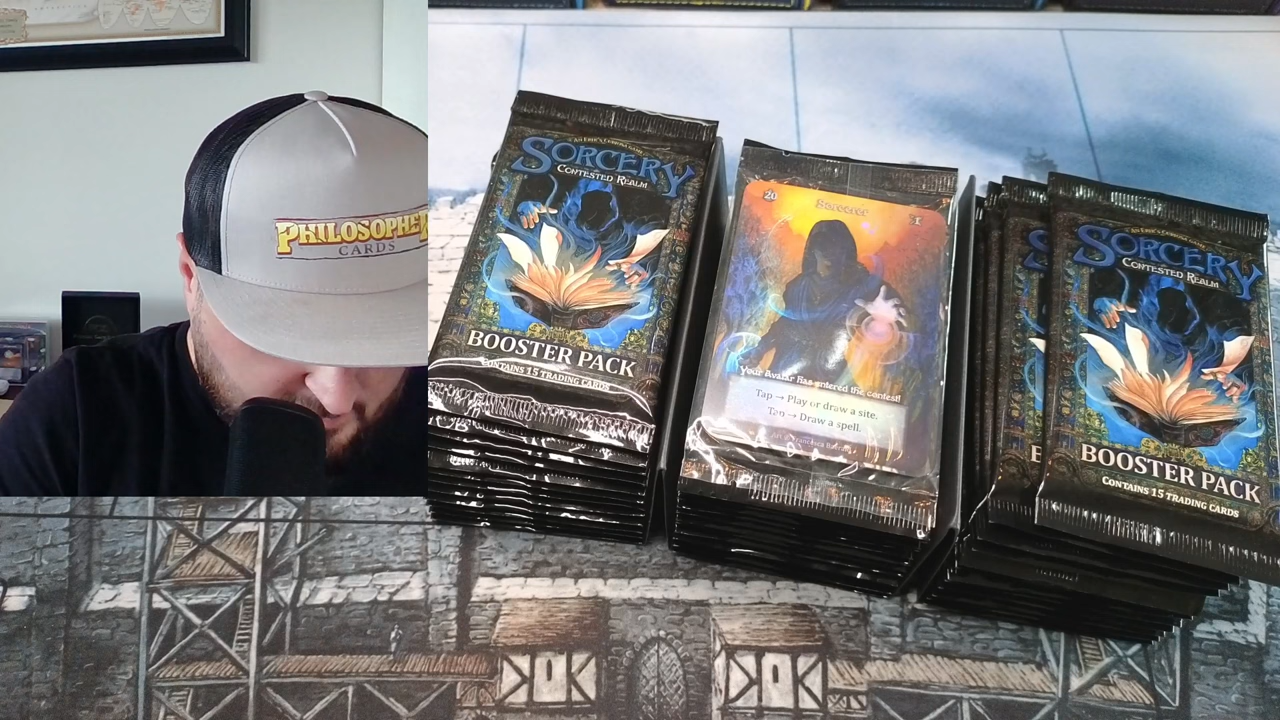 PHILOSOPHER
CARDS
SORCERY
CONTESTED REALM
BOOSTER PACK
CONTAINS 15 TRADING CARDS
20
Sorcerer
Your Avatar has entered the contest!
Tap → Play or draw a site.
Tap → Draw a spell.
SORCERY
CONTESTED REALM
BOOSTER PACK
CONTAINS 15 TRADING CARDS